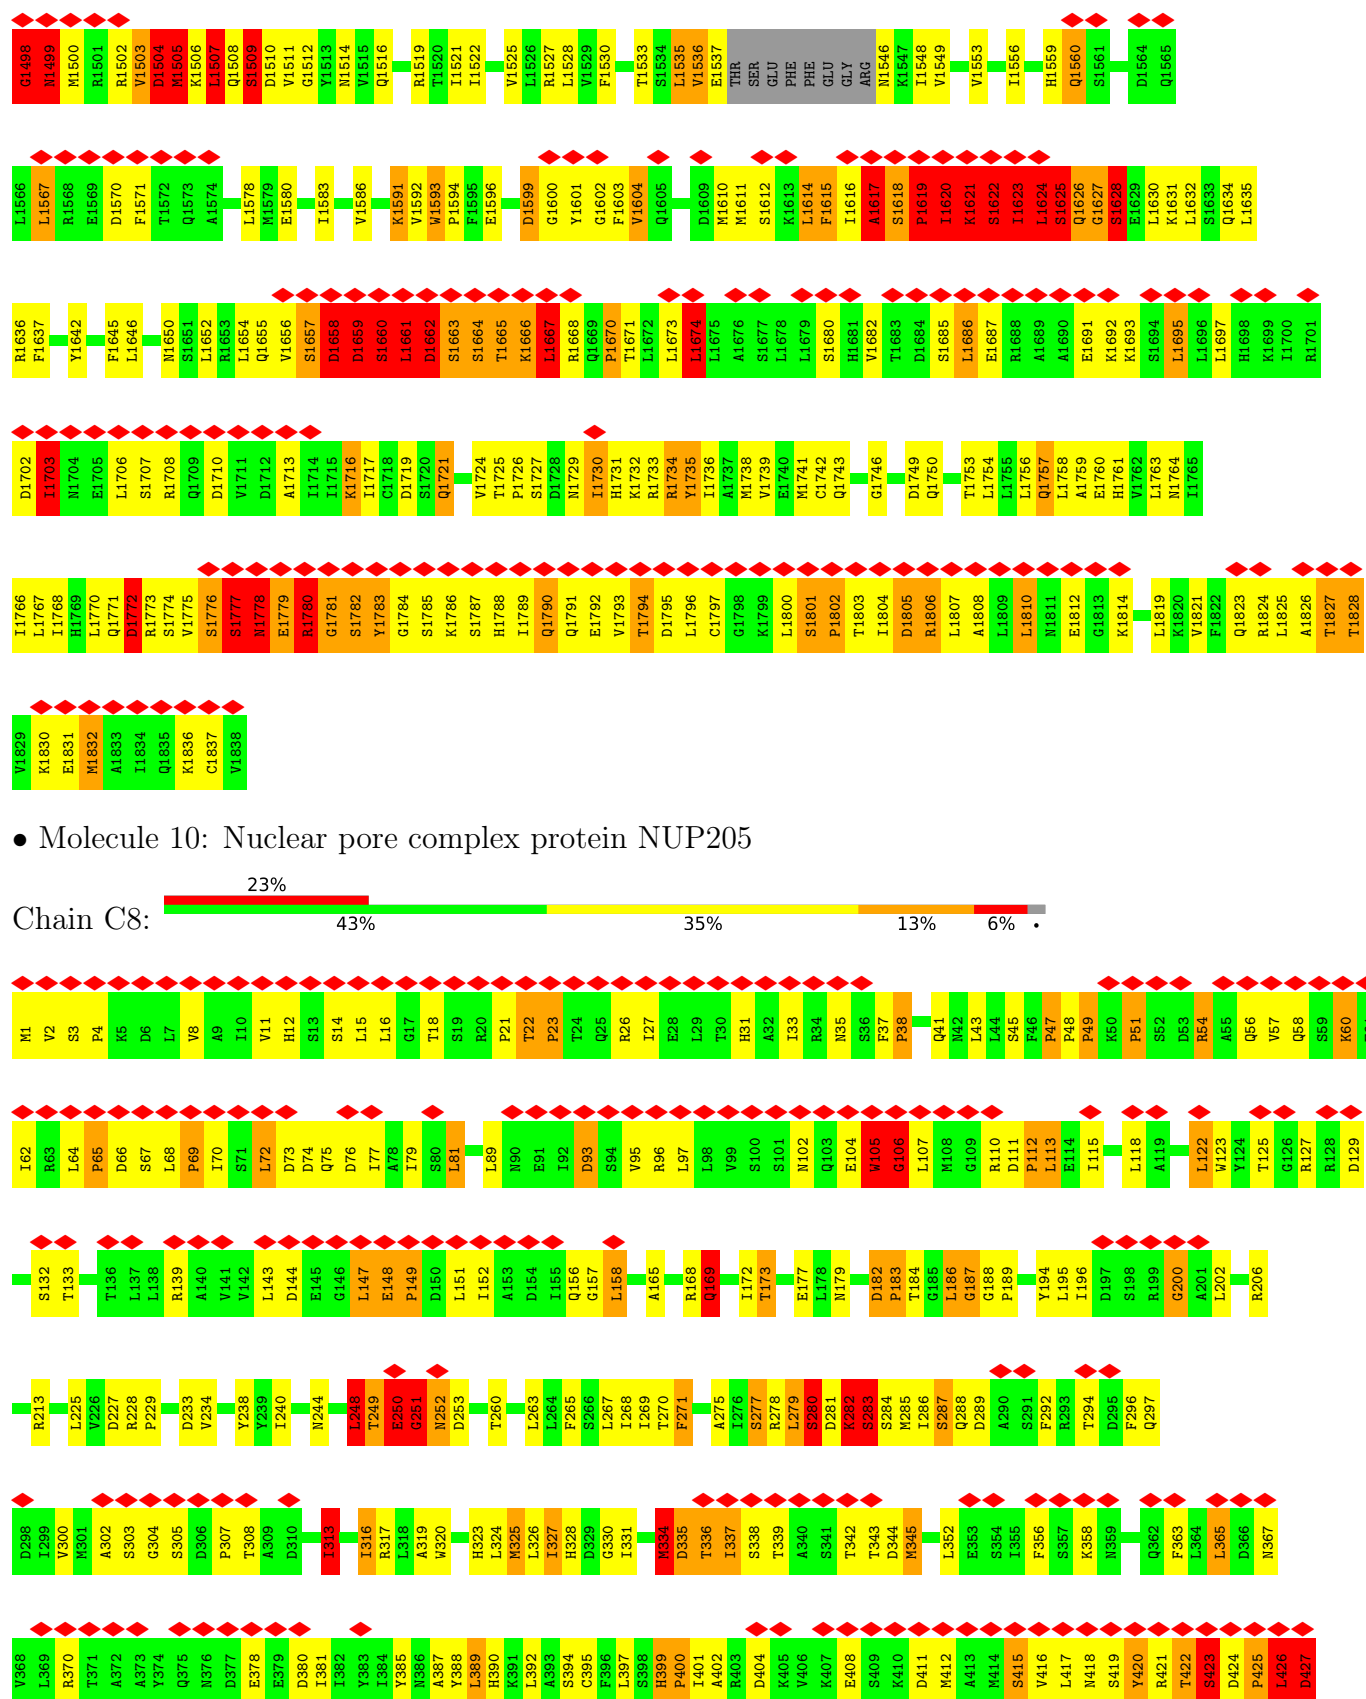 G1498 N1499 M1500 R1501 R1502 V1503 D1504 M1505 K1506 L1507 Q1508 S1509 D1510 V1511 G1512 Y1513 N1514 V1515 Q1516 R1519 T1520 I1521 I1522 V1525 L1526 R1527 L1528 V1529 F1530 T1533 S1534 L1535 V1536 E1537 THR SER GLU PHE PHE GLU GLY ARG N1546 K1547 I1548 V1549 V1553 I1556 H1559 Q1560 S1561 D1564 Q1565
L1566 L1567 R1568 E1569 D1570 F1571 T1572 Q1573 A1574 L1578 M1579 E1580 I1583 V1586 K1591 V1592 W1593 P1594 F1595 E1596 D1599 G1600 Y1601 G1602 F1603 V1604 Q1605 D1609 M1610 M1611 S1612 K1613 L1614 F1615 I1616 A1617 S1618 P1619 I1620 K1621 S1622 I1623 L1624 S1625 Q1626 G1627 S1628 E1629 L1630 K1631 L1632 S1633 Q1634 L1635
R1636 F1637 Y1642 F1645 L1646 N1650 S1651 L1652 R1653 L1654 Q1655 V1656 S1657 D1658 D1659 S1660 L1661 D1662 S1663 S1664 T1665 K1666 L1667 R1668 Q1669 P1670 T1671 L1672 L1673 L1674 L1675 A1676 S1677 L1678 L1679 S1680 H1681 V1682 T1683 D1684 S1685 L1686 E1687 R1688 A1689 A1690 E1691 K1692 K1693 S1694 L1695 L1696 L1697 H1698 K1699 I1700 R1701
D1702 I1703 N1704 E1705 L1706 S1707 R1708 Q1709 D1710 V1711 D1712 A1713 I1714 I1715 K1716 I1717 C1718 D1719 S1720 Q1721 V1724 T1725 P1726 S1727 D1728 N1729 I1730 H1731 K1732 R1733 R1734 Y1735 I1736 A1737 M1738 V1739 E1740 M1741 C1742 Q1743 G1746 D1749 Q1750 T1753 L1754 L1755 L1756 Q1757 L1758 A1759 E1760 H1761 V1762 L1763 N1764 I1765
I1766 L1767 I1768 H1769 L1770 Q1771 D1772 R1773 S1774 V1775 S1776 S1777 N1778 E1779 R1780 G1781 S1782 Y1783 G1784 S1785 K1786 S1787 H1788 I1789 Q1790 Q1791 E1792 V1793 T1794 D1795 L1796 C1797 G1798 K1799 L1800 S1801 P1802 T1803 I1804 D1805 R1806 L1807 A1808 L1809 L1810 N1811 E1812 G1813 K1814 L1819 K1820 V1821 F1822 Q1823 R1824 L1825 A1826 T1827 T1828
V1829 K1830 E1831 M1832 A1833 I1834 Q1835 K1836 C1837 V1838
• Molecule 10: Nuclear pore complex protein NUP205
23%
Chain C8: 43% 35% 13% 6% •
M1 V2 S3 P4 K5 D6 L7 V8 A9 I10 V11 H12 S13 S14 L15 L16 G17 T18 S19 R20 P21 T22 P23 T24 Q25 R26 I27 E28 L29 T30 H31 A32 I33 R34 N35 S36 F37 P38 Q41 N42 L43 L44 S45 F46 P47 P48 P49 K50 P51 S52 D53 R54 A55 Q56 V57 Q58 S59 K60
I62 R63 L64 P65 D66 S67 L68 P69 I70 S71 L72 D73 D74 Q75 D76 I77 A78 I79 S80 L81 L89 N90 E91 I92 D93 S94 V95 R96 L97 L98 V99 S100 S101 N102 Q103 E104 W105 G106 L107 M108 G109 R110 D111 P112 L113 E114 I115 L118 A119 L122 W123 Y124 T125 G126 R127 R128 D129
S132 T133 T136 L137 L138 R139 A140 V141 V142 L143 D144 E145 G146 L147 E148 P149 D150 L151 I152 A153 D154 I155 Q156 G157 L158 A165 R168 Q169 I172 T173 E177 L178 N179 D182 P183 T184 G185 L186 G187 G188 P189 Y194 L195 I196 D197 S198 R199 G200 A201 L202 R206
R213 L225 V226 D227 R228 P229 D233 V234 Y238 Y239 I240 N244 L248 T249 E250 G251 N252 D253 T260 L263 L264 F265 S266 L267 I268 I269 T270 F271 A275 I276 S277 R278 L279 S280 D281 K282 S283 S284 M285 I286 S287 Q288 D289 A290 S291 F292 R293 T294 D295 F296 Q297
D298 I299 V300 M301 A302 S303 G304 S305 D306 P307 T308 A309 D310 I313 I316 R317 L318 A319 W320 H323 L324 M325 L326 I327 H328 D329 G330 I331 M334 D335 T336 I337 S338 T339 A340 S341 T342 T343 D344 M345 L352 E353 S354 I355 F356 S357 K358 N359 Q362 F363 L364 L365 D366 N367
V368 L369 R370 T371 A372 A373 Y374 Q375 N376 D377 E378 E379 D380 I381 I382 Y383 I384 Y385 N386 A387 Y388 L389 H390 K391 L392 A393 S394 C395 F396 L397 S398 H399 P400 I401 A402 R403 D404 K405 V406 K407 E408 S409 K410 D411 M412 A413 M414 S415 V416 L417 N418 S419 Y420 R421 T422 S423 D424 P425 L426 D427